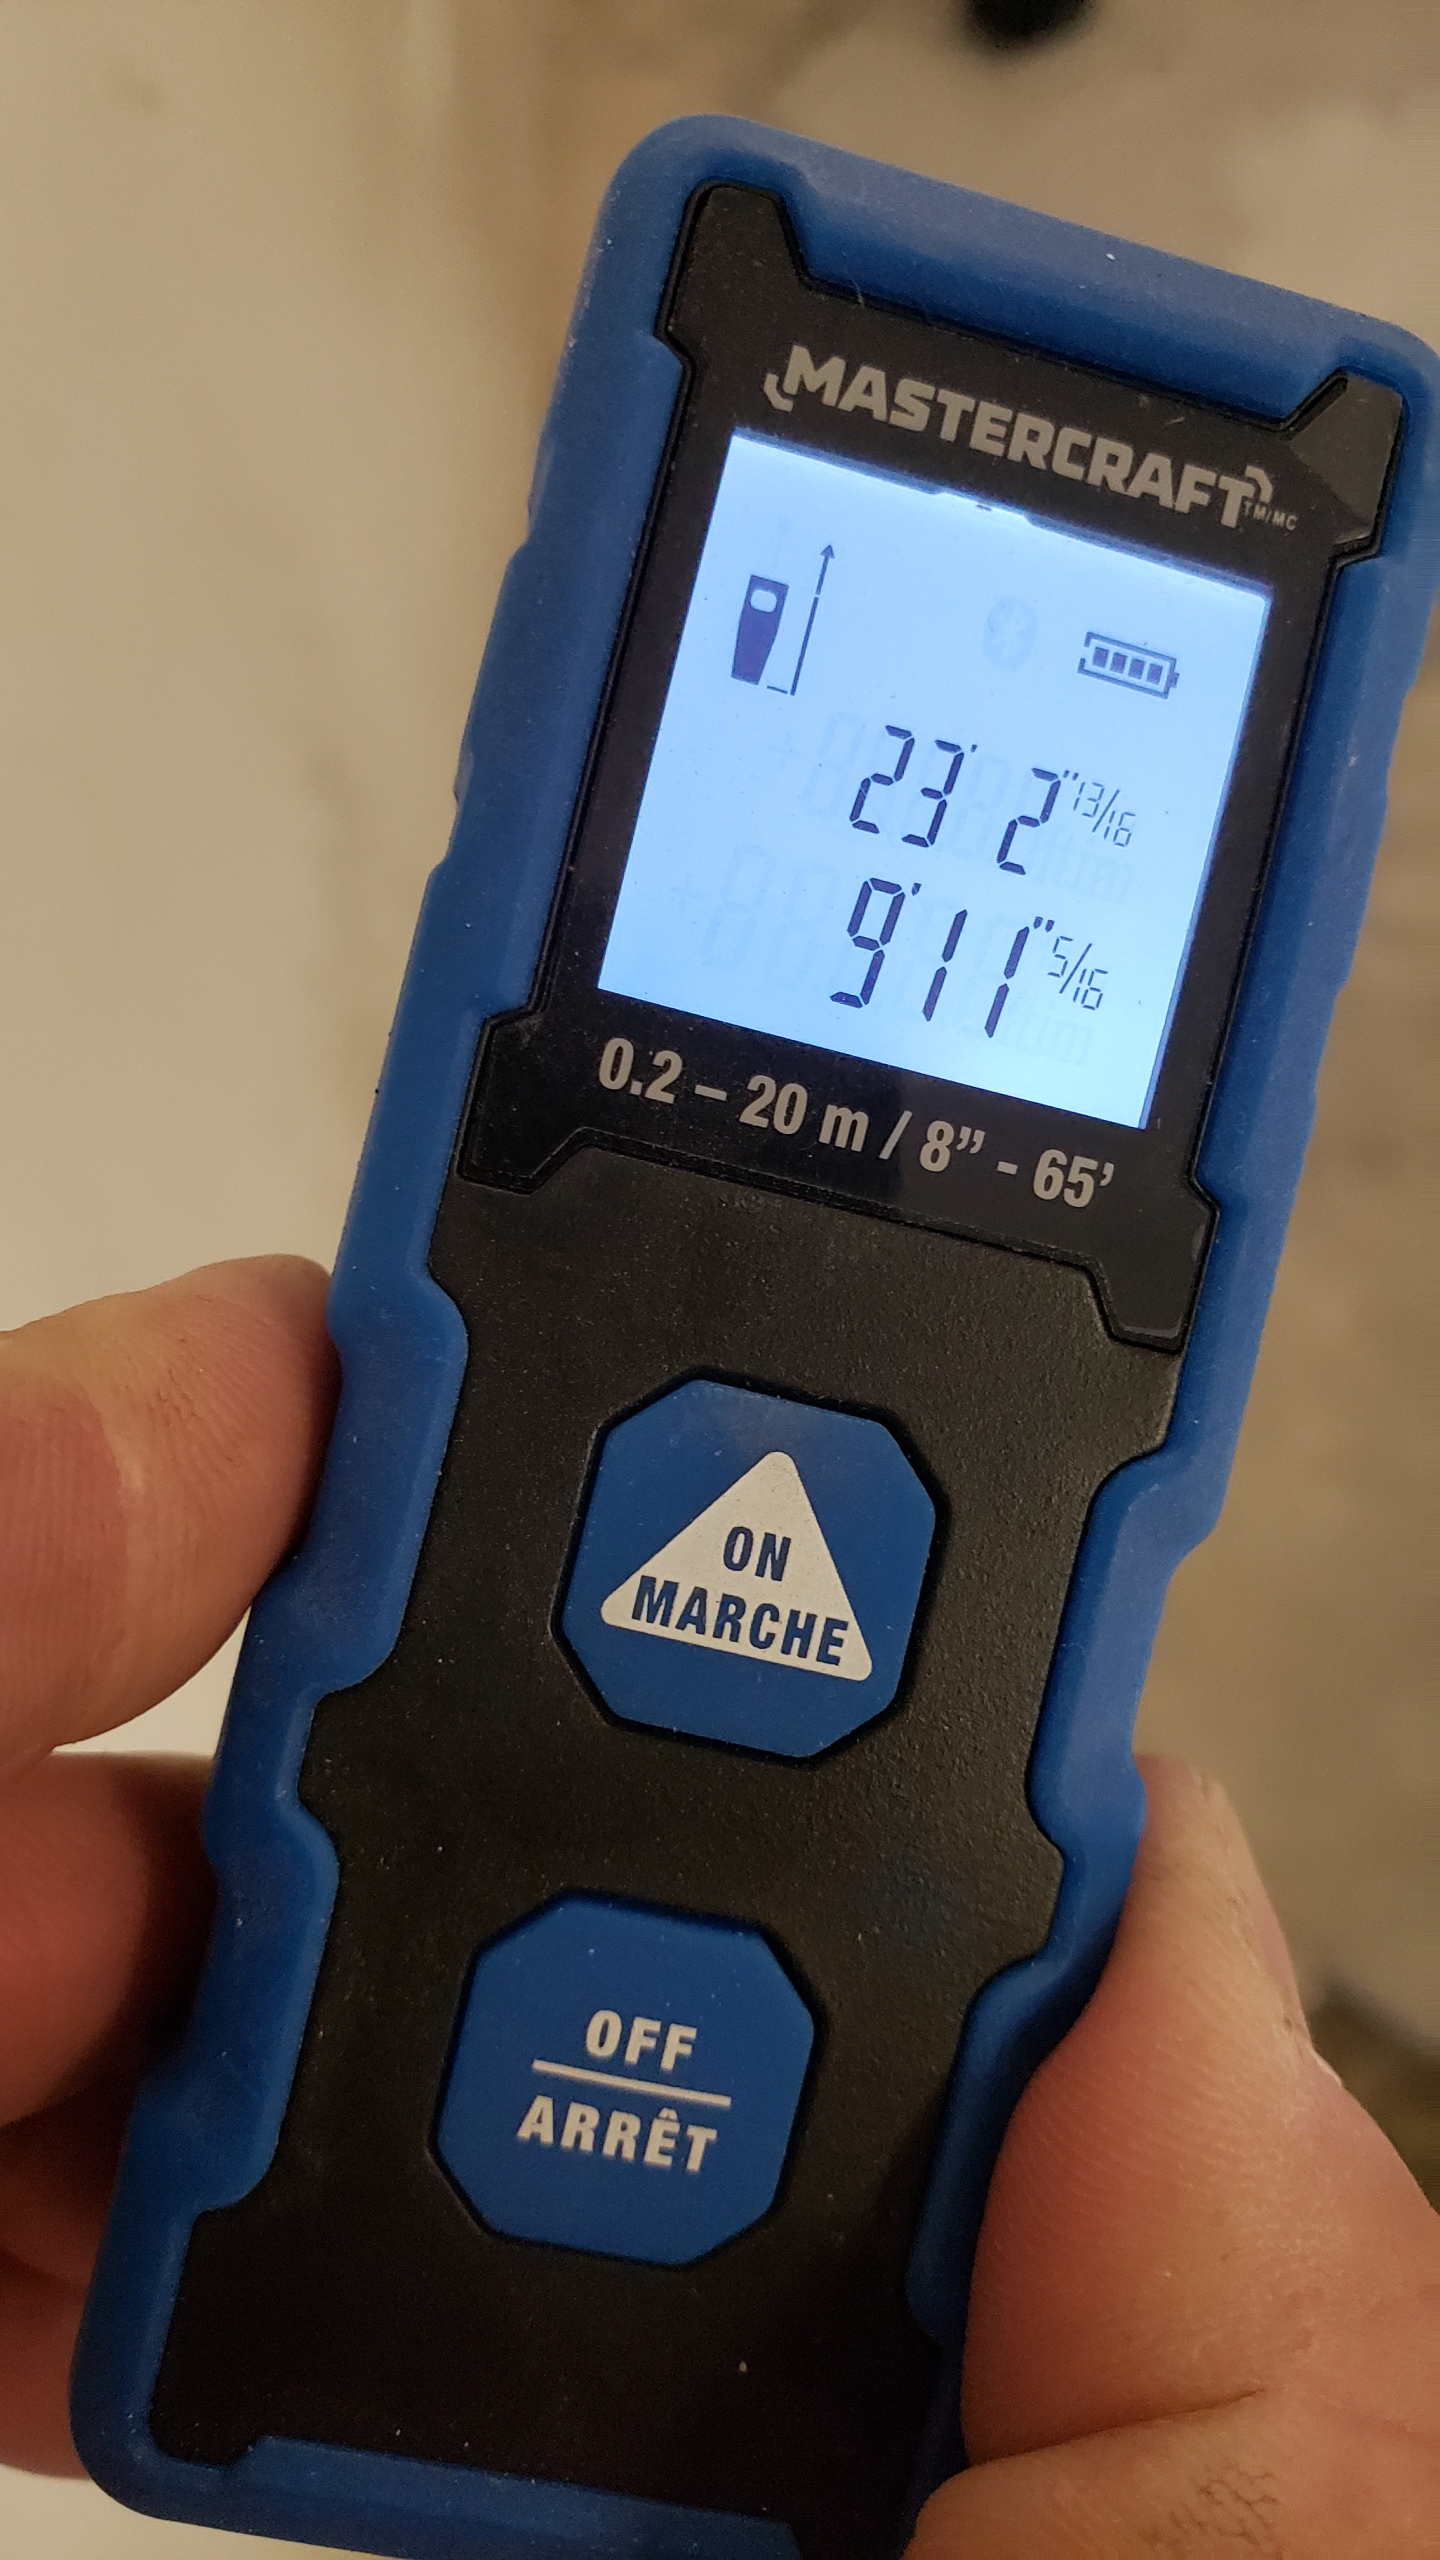 MASTERCRAFT TM/MC
23' 2" 13/16
9' 11" 5/16
0.2 – 20 m / 8” - 65’
ON
MARCHE
OFF
ARRÊT